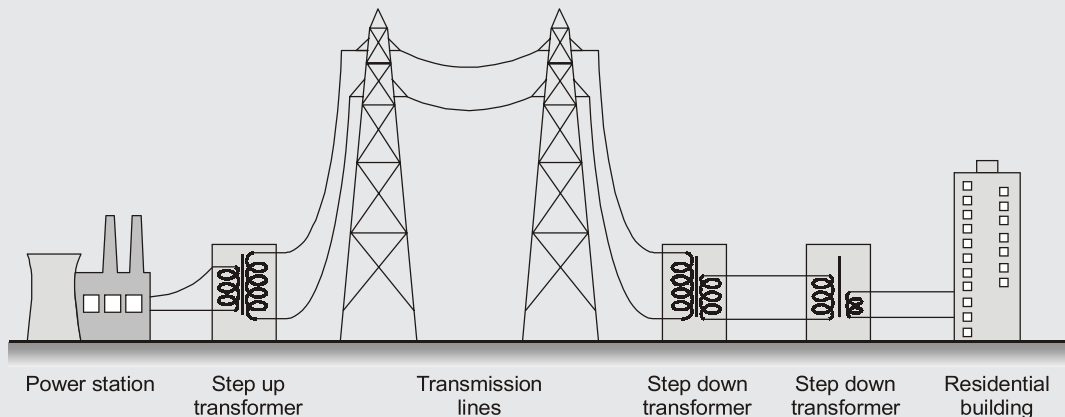 Power station
Step up
transformer
Transmission
lines
Step down
transformer
Step down
transformer
Residential
building